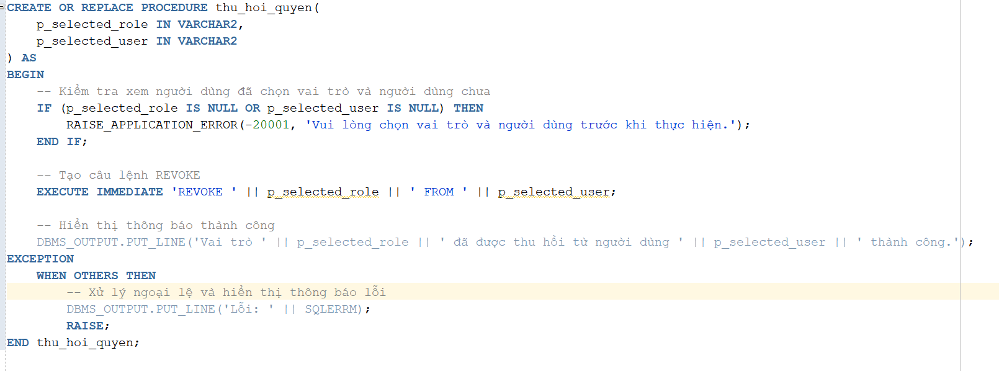 CREATE OR REPLACE PROCEDURE thu_hoi_quyen(
    p_selected_role IN VARCHAR2,
    p_selected_user IN VARCHAR2
) AS
BEGIN
    -- Kiểm tra xem người dùng đã chọn vai trò và người dùng chưa
    IF (p_selected_role IS NULL OR p_selected_user IS NULL) THEN
        RAISE_APPLICATION_ERROR(-20001, 'Vui lòng chọn vai trò và người dùng trước khi thực hiện.');
    END IF;

    -- Tạo câu lệnh REVOKE
    EXECUTE IMMEDIATE 'REVOKE ' || p_selected_role || ' FROM ' || p_selected_user;

    -- Hiển thị thông báo thành công
    DBMS_OUTPUT.PUT_LINE('Vai trò ' || p_selected_role || ' đã được thu hồi từ người dùng ' || p_selected_user || ' thành công.');
EXCEPTION
    WHEN OTHERS THEN
        -- Xử lý ngoại lệ và hiển thị thông báo lỗi
        DBMS_OUTPUT.PUT_LINE('Lỗi: ' || SQLERRM);
        RAISE;
END thu_hoi_quyen;